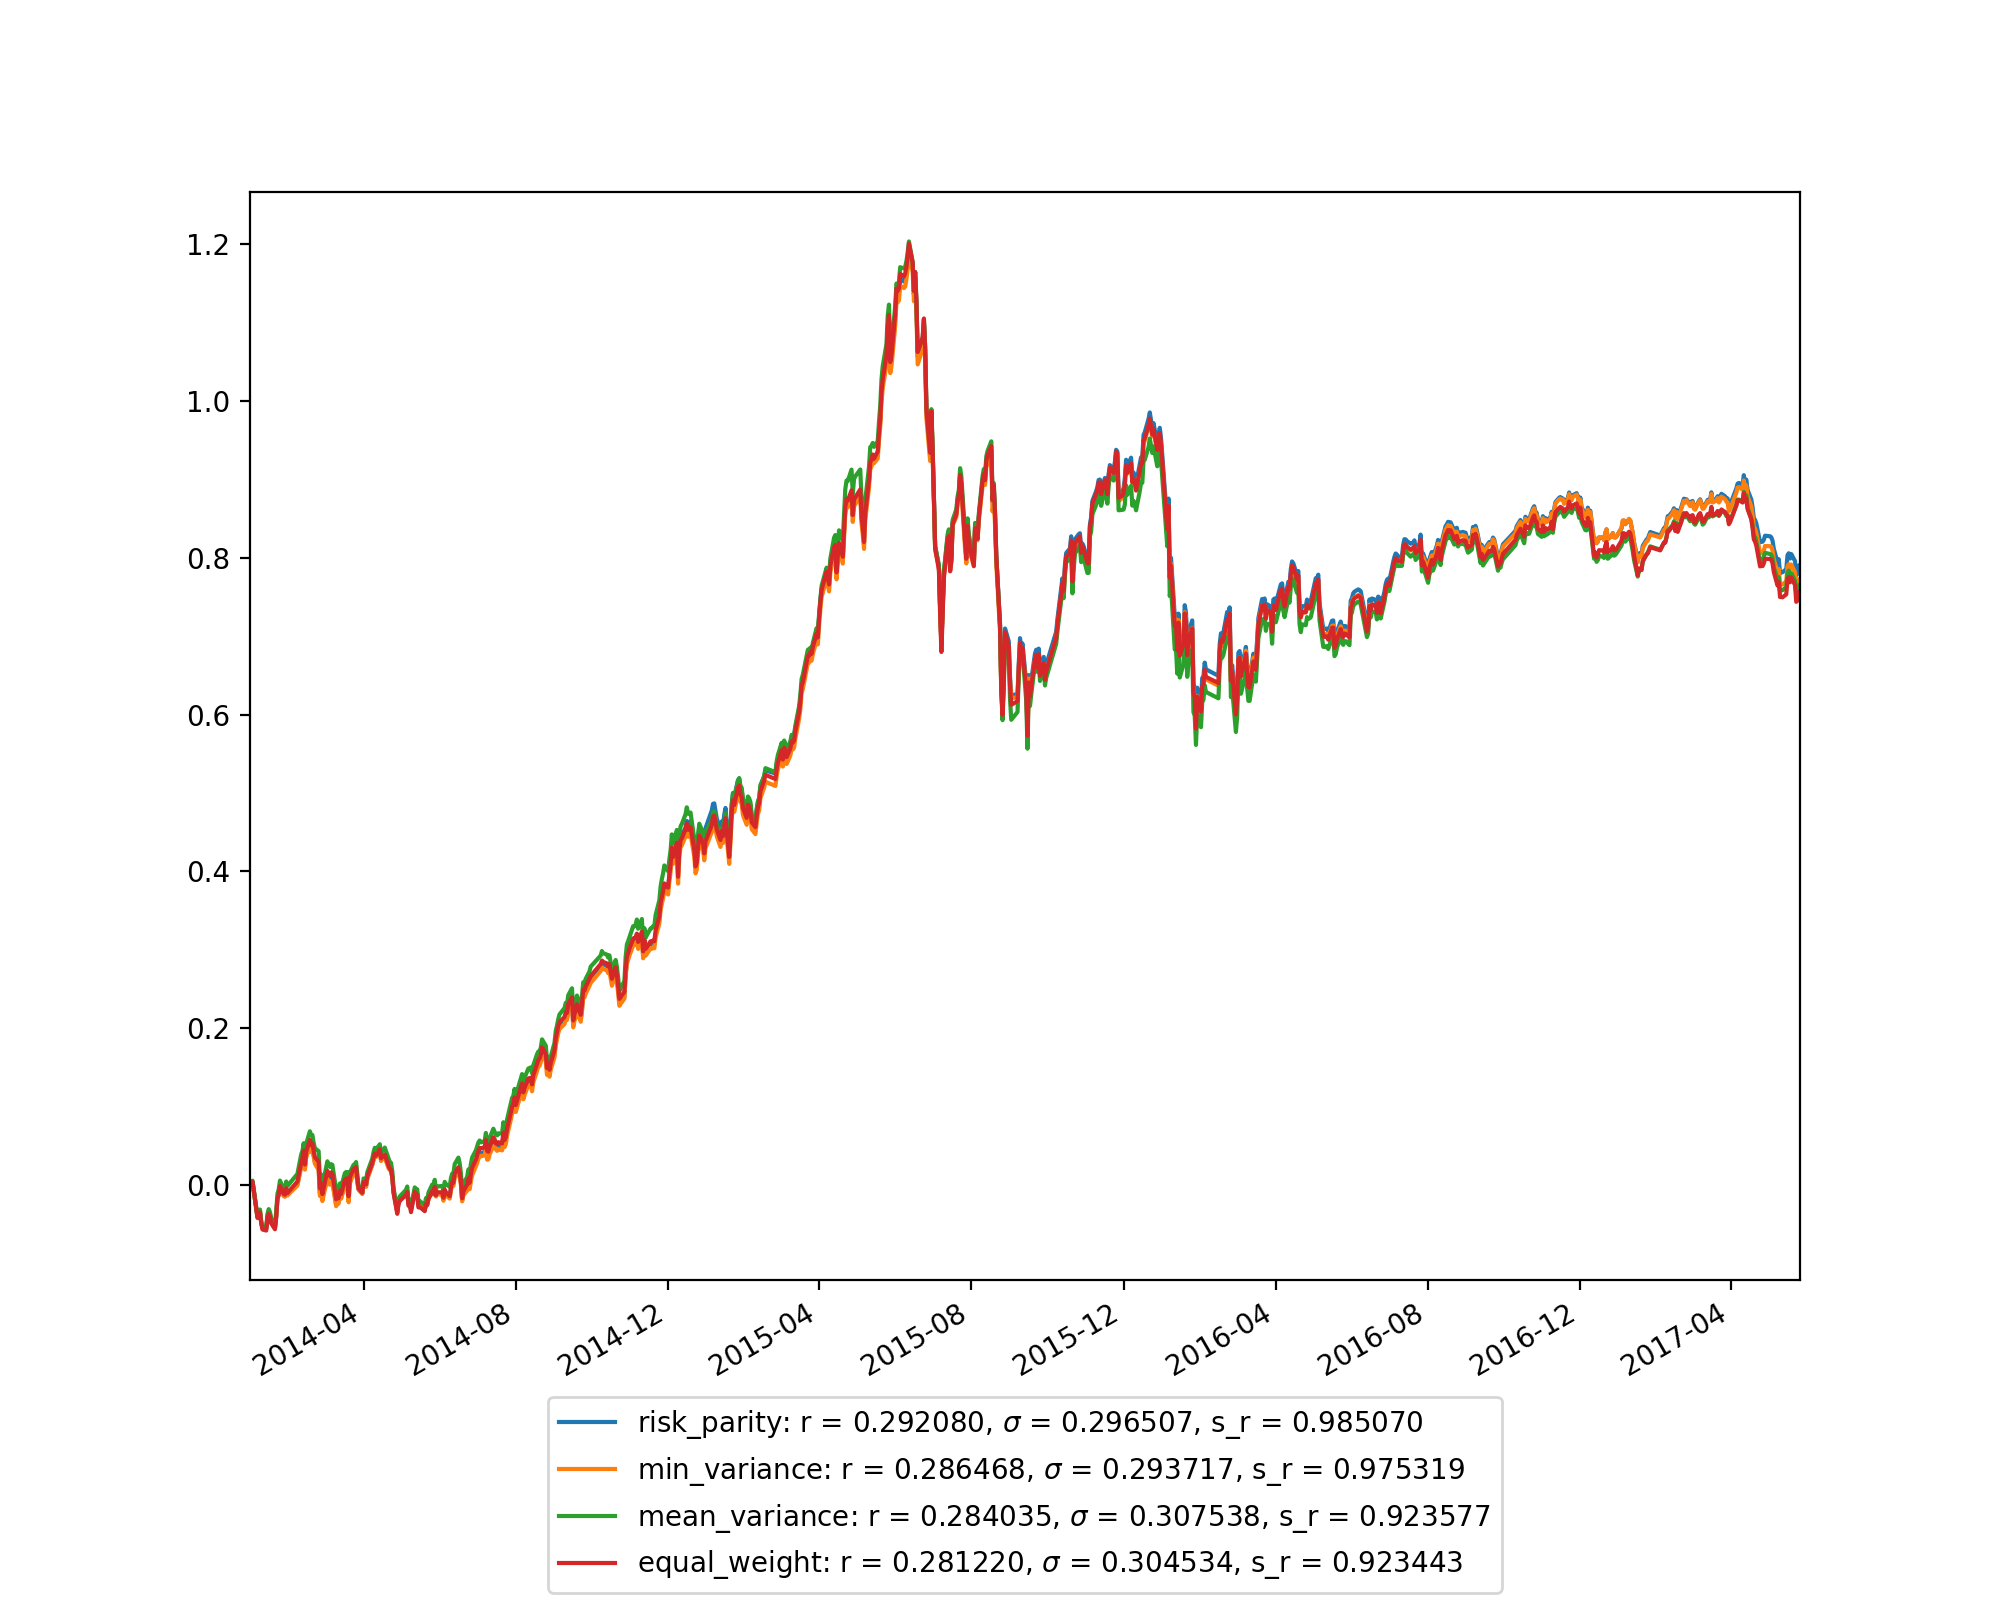 1.2
1.0
0.8
0.6
0.4
0.2
0.0
2014-04 2014-08 2014-12 2015-04 2015-08 2015-12 2016-04 2016-08 2016-12 2017-04
risk_parity: r = 0.292080, σ = 0.296507, s_r = 0.985070
min_variance: r = 0.286468, σ = 0.293717, s_r = 0.975319
mean_variance: r = 0.284035, σ = 0.307538, s_r = 0.923577
equal_weight: r = 0.281220, σ = 0.304534, s_r = 0.923443